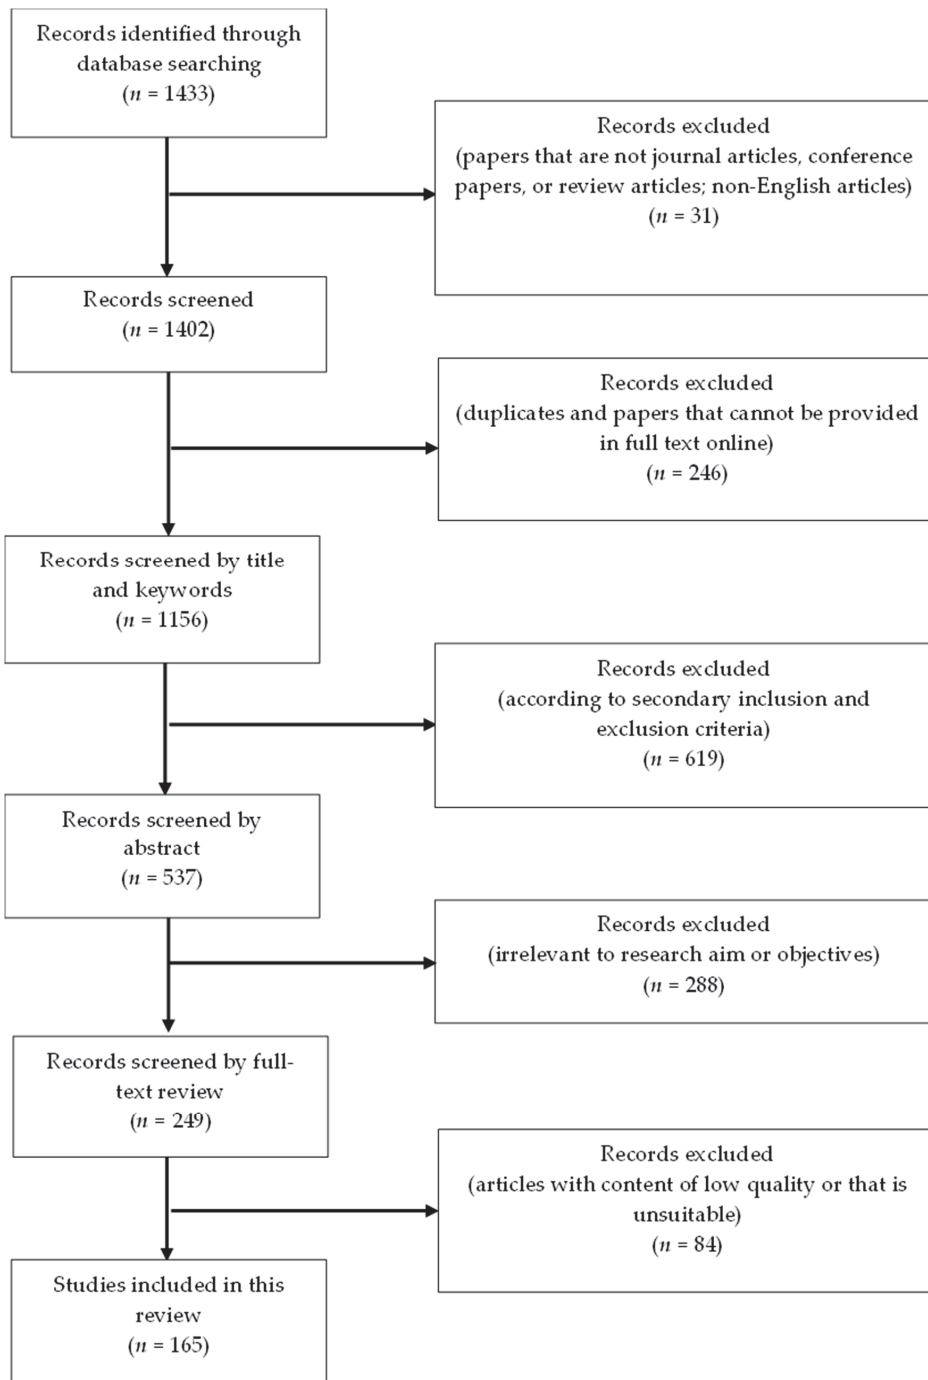 Records identified through
database searching
(n = 1433)
Records excluded
(papers that are not journal articles, conference
papers, or review articles; non-English articles)
(n = 31)
Records screened
(n = 1402)
Records excluded
(duplicates and papers that cannot be provided
in full text online)
(n = 246)
Records screened by title
and keywords
(n = 1156)
Records excluded
(according to secondary inclusion and
exclusion criteria)
(n = 619)
Records screened by
abstract
(n = 537)
Records excluded
(irrelevant to research aim or objectives)
(n = 288)
Records screened by full-
text review
(n = 249)
Records excluded
(articles with content of low quality or that is
unsuitable)
(n = 84)
Studies included in this
review
(n = 165)